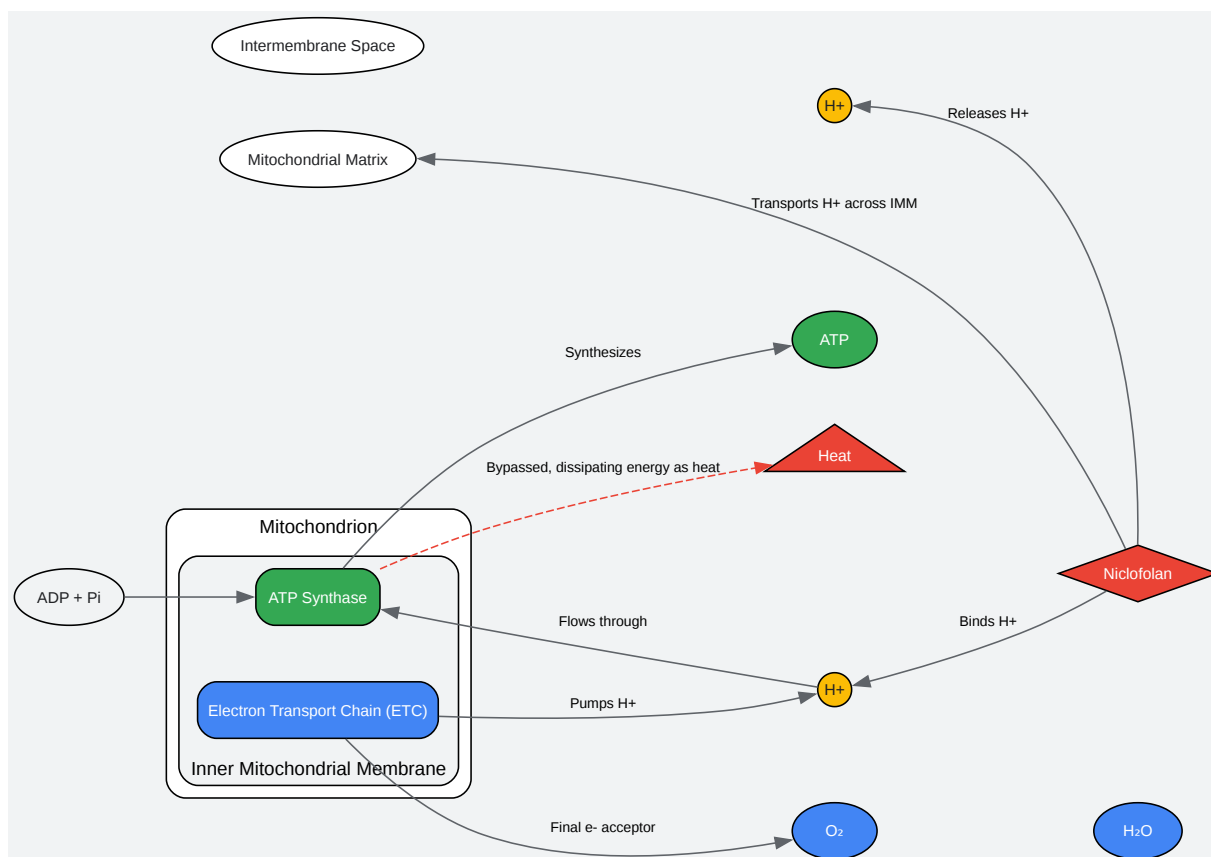 Intermembrane Space
H+
Releases H+
Mitochondrial Matrix
Transports H+ across IMM
ATP
Synthesizes
Heat
Bypassed, dissipating energy as heat
Mitochondrion
Niclofolan
ADP + Pi
ATP Synthase
Flows through
Binds H+
H+
Electron Transport Chain (ETC)
Pumps H+
Inner Mitochondrial Membrane
Final e- acceptor
O₂
H₂O